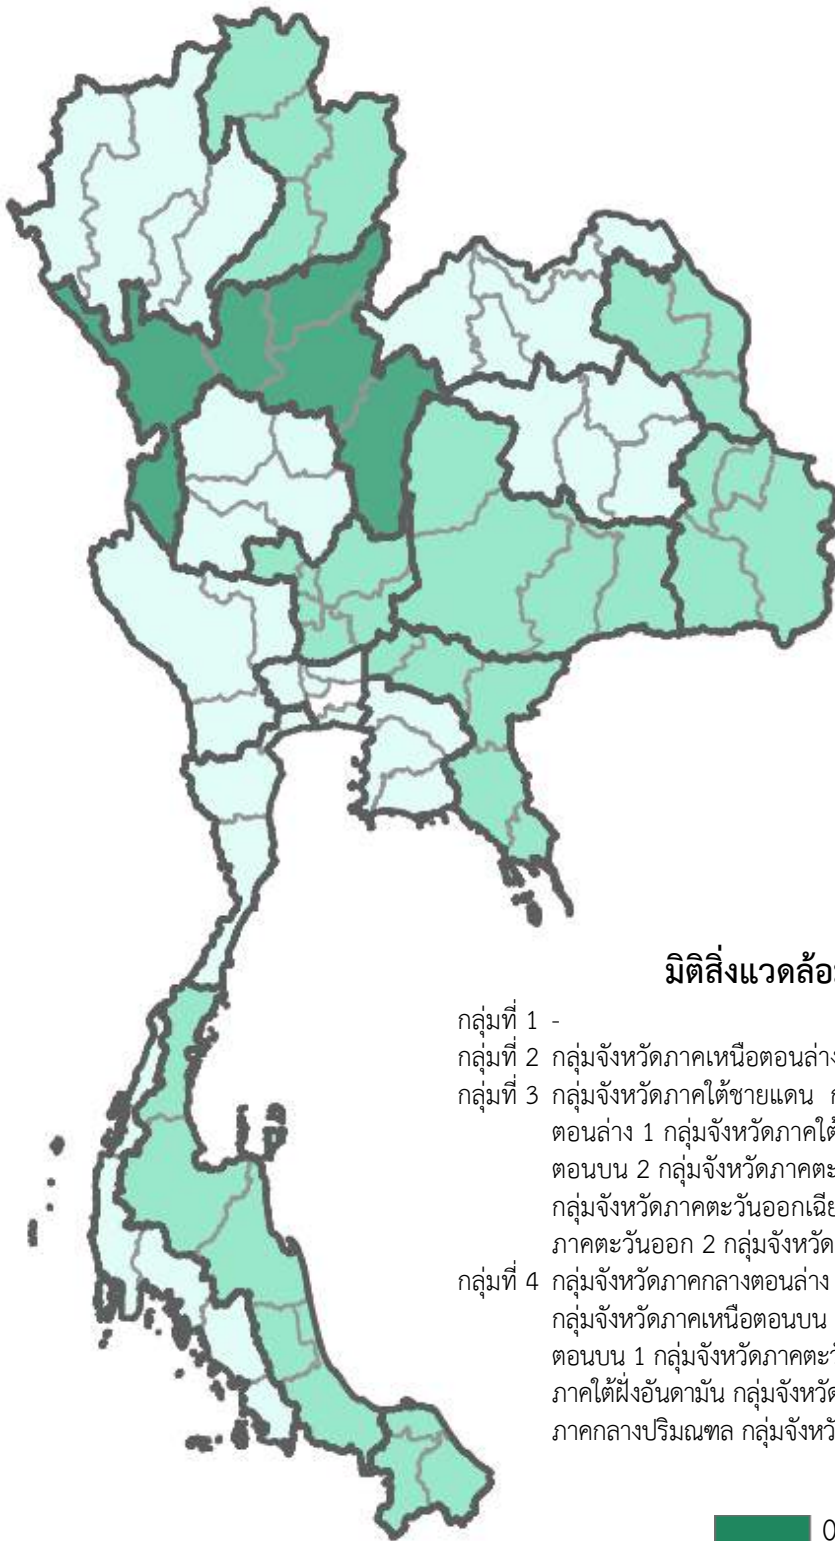 มิติสิ่งแวดล้อ
กลุ่มที่ 1 -
กลุ่มที่ 2 กลุ่มจังหวัดภาคเหนือตอนล่าง
กลุ่มที่ 3 กลุ่มจังหวัดภาคใต้ชายแดน ก
ตอนล่าง 1 กลุ่มจังหวัดภาคใต้
ตอนบน 2 กลุ่มจังหวัดภาคตะ
กลุ่มจังหวัดภาคตะวันออกเฉีย
ภาคตะวันออก 2 กลุ่มจังหวัด
กลุ่มที่ 4 กลุ่มจังหวัดภาคกลางตอนล่าง
กลุ่มจังหวัดภาคเหนือตอนบน
ตอนบน 1 กลุ่มจังหวัดภาคตะวั
ภาคใต้ฝั่งอันดามัน กลุ่มจังหวัด
ภาคกลางปริมณฑล กลุ่มจังหวั
0